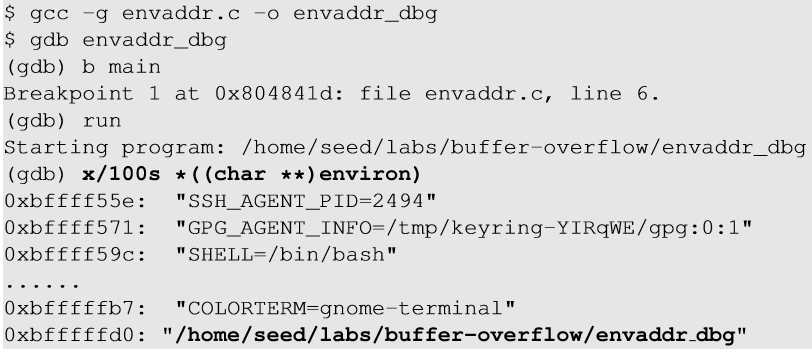 $ gcc -g envaddr.c -o envaddr_dbg
$ gdb envaddr_dbg
(gdb) b main
Breakpoint 1 at 0x804841d: file envaddr.c, line 6.
(gdb) run
Starting program: /home/seed/labs/buffer-overflow/envaddr_dbg
(gdb) x/100s *((char **)environ)
0xbffff55e:  "SSH_AGENT_PID=2494"
0xbffff571:  "GPG_AGENT_INFO=/tmp/keyring-YIRqWE/gpg:0:1"
0xbffff59c:  "SHELL=/bin/bash"
......
0xbfffffb7:  "COLORTERM=gnome-terminal"
0xbfffffd0: "/home/seed/labs/buffer-overflow/envaddr_dbg"